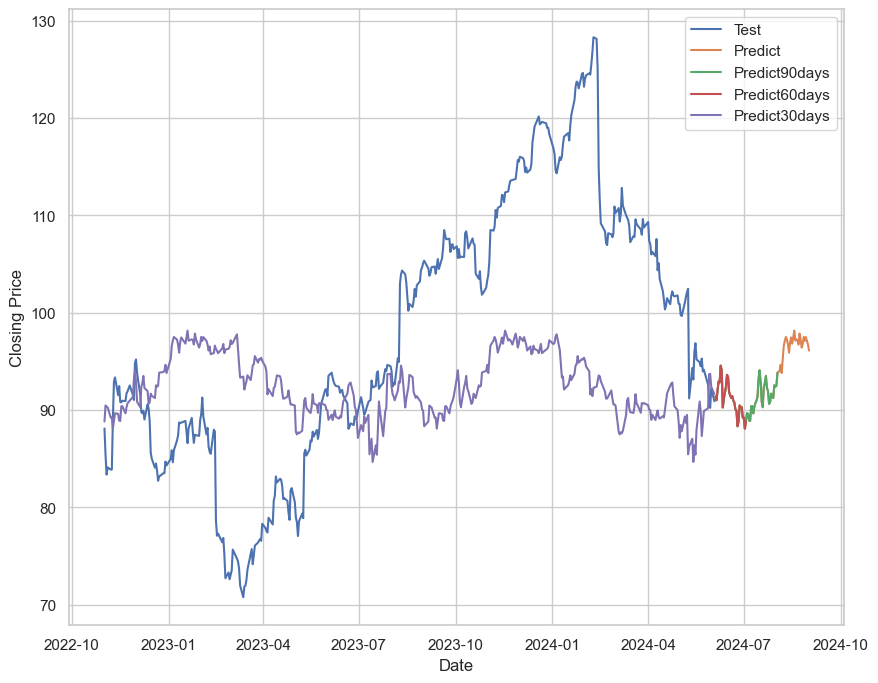 130
120
110
100
90
80
70
Closing Price
Test
Predict
Predict90days
Predict60days
Predict30days
2022-10
2023-01
2023-04
2023-07
2023-10
2024-01
2024-04
2024-07
2024-10
Date